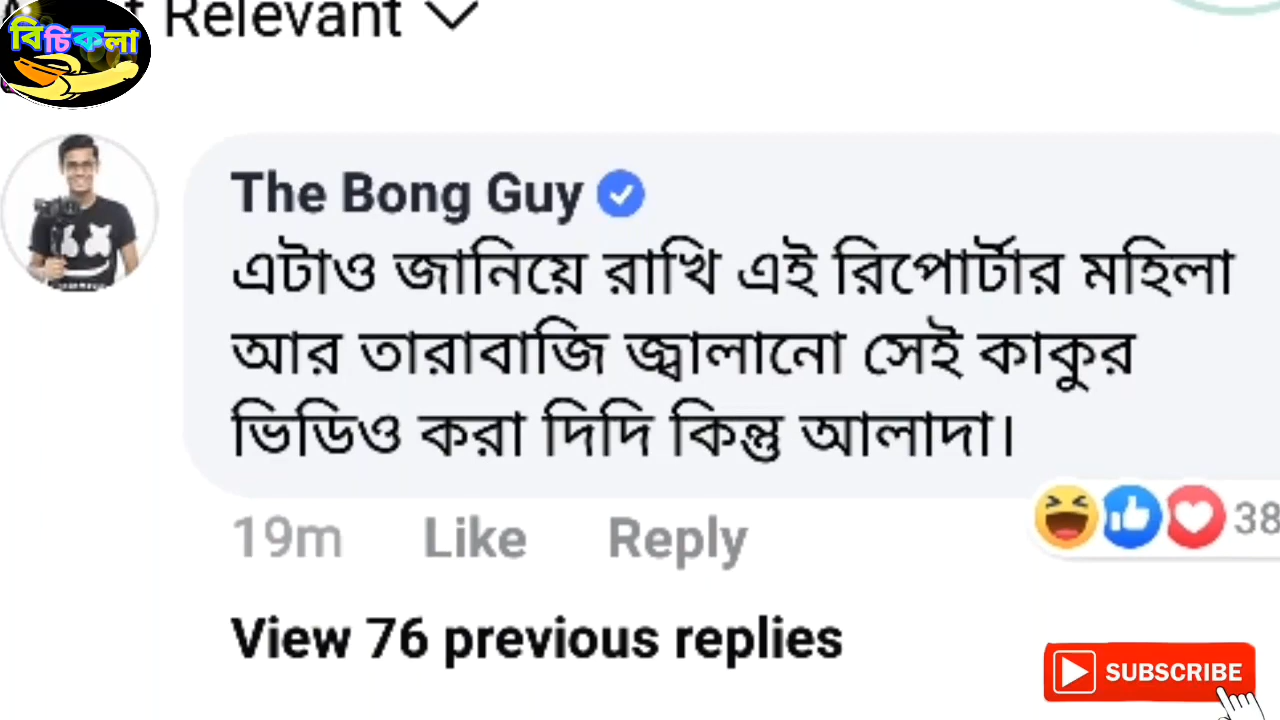 Relevant
বিচিকলা
The Bong Guy
এটাও জানিয়ে রাখি এই রিপোর্টার মহিলা
আর তারাবাজি জ্বালানো সেই কাকুর
ভিডিও করা দিদি কিন্তু আলাদা।
19m Like Reply
38
View 76 previous replies
SUBSCRIBE